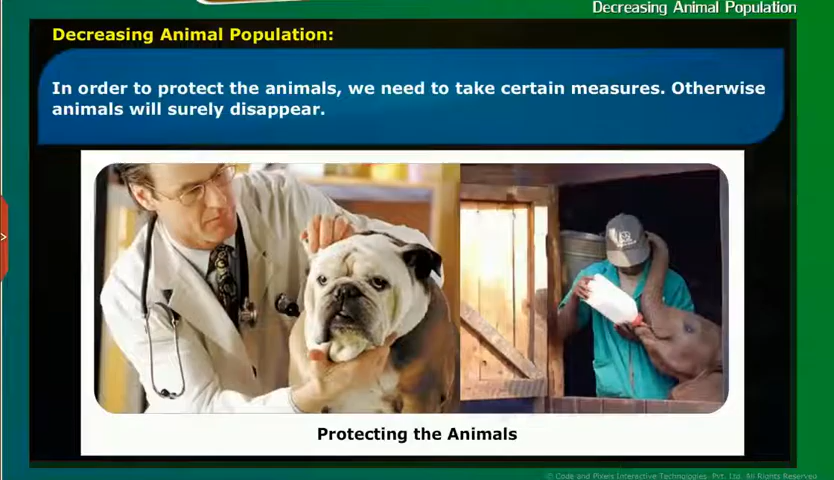 Decreasing Animal Population
Decreasing Animal Population:
In order to protect the animals, we need to take certain measures. Otherwise
animals will surely disappear.
Protecting the Animals
© Code and Pixels Interactive Technologies. Pvt. Ltd. All Rights Reserved
>